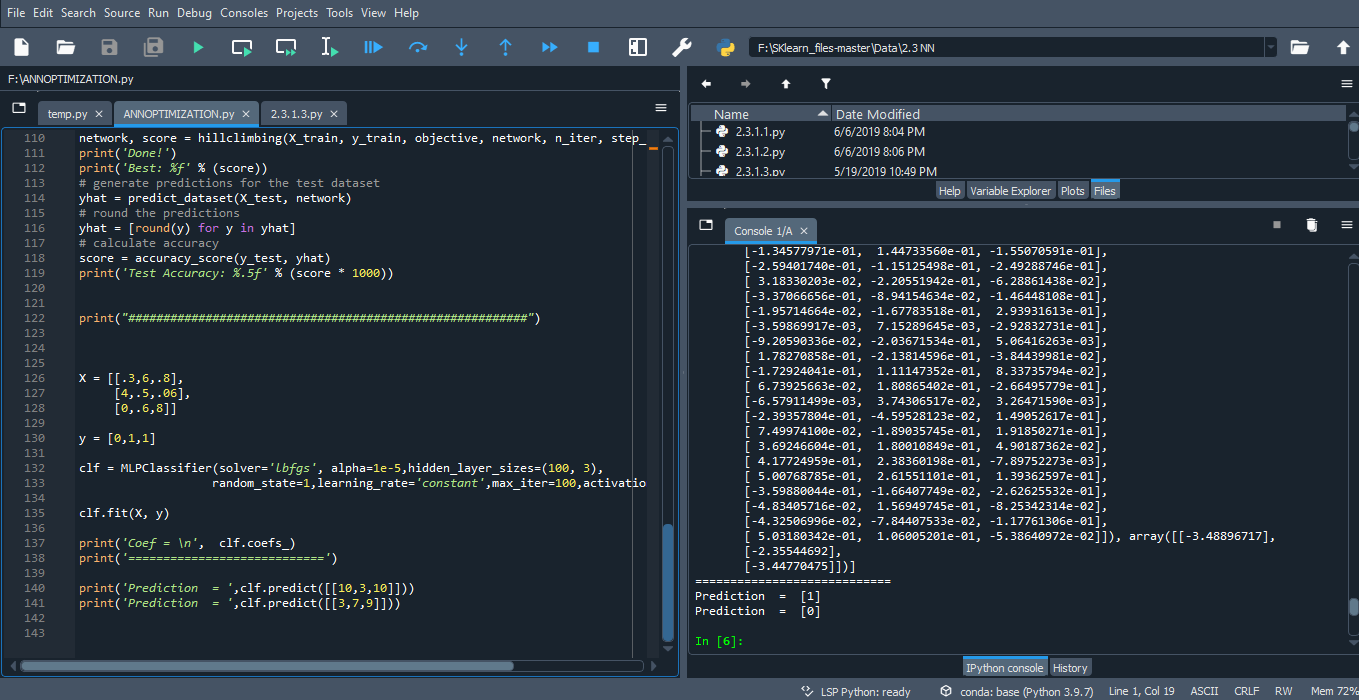 File Edit Search Source Run Debug Consoles Projects Tools View Help
F:\SKlearn_files-master\Data\2.3 NN
F:\ANNOPTIMIZATION.py
temp.py ANNOPTIMIZATION.py 2.3.1.3.py
110 network, score = hillclimbing(X_train, y_train, objective, network, n_iter, step_
111 print('Done!')
112 print('Best: %f' % (score))
113 # generate predictions for the test dataset
114 yhat = predict_dataset(X_test, network)
115 # round the predictions
116 yhat = [round(y) for y in yhat]
117 # calculate accuracy
118 score = accuracy_score(y_test, yhat)
119 print('Test Accuracy: %.5f' % (score * 1000))
120
121
122 print("#########################################################")
123
124
125
126 X = [[.3,6,.8],
127 [4,.5,.06],
128 [0,.6,8]]
129
130 y = [0,1,1]
131
132 clf = MLPClassifier(solver='lbfgs', alpha=1e-5,hidden_layer_sizes=(100, 3),
133 random_state=1,learning_rate='constant',max_iter=100,activatio
134
135 clf.fit(X, y)
136
137 print('Coef = \n', clf.coefs_)
138 print('============================')
139
140 print('Prediction = ',clf.predict([[10,3,10]]))
141 print('Prediction = ',clf.predict([[3,7,9]]))
142
143
Name Date Modified
2.3.1.1.py 6/6/2019 8:04 PM
2.3.1.2.py 6/6/2019 8:06 PM
2.3.1.3.py 5/19/2019 10:49 PM
Help Variable Explorer Plots Files
Console 1/A
[-1.34577971e-01, 1.44733560e-01, -1.55070591e-01],
[-2.59401740e-01, -1.15125498e-01, -2.49288746e-01],
[ 3.18330203e-02, -2.20551942e-01, -6.28861438e-02],
[-3.37066656e-01, -8.94154634e-02, -1.46448108e-01],
[-1.95714664e-02, -1.67783518e-01, 2.93931613e-01],
[-3.59869917e-03, 7.15289645e-03, -2.92832731e-01],
[-9.20590336e-02, -2.03671534e-01, 5.06416263e-03],
[ 1.78270858e-01, -2.13814596e-01, -3.84439981e-02],
[-1.72924041e-01, 1.11147352e-01, 8.33735794e-02],
[ 6.73925663e-02, 1.80865402e-01, -2.66495779e-01],
[-6.57911499e-03, 3.74306517e-02, 3.26471590e-03],
[-2.39357804e-01, -4.59528123e-02, 1.49052617e-01],
[ 7.49974100e-02, -1.89035745e-01, 1.91850271e-01],
[ 3.69246604e-01, 1.80010849e-01, 4.90187362e-02],
[ 4.17724959e-01, 2.38360198e-01, -7.89752273e-03],
[ 5.00768785e-01, 2.61551101e-01, 1.39362597e-01],
[-3.59880044e-01, -1.66407749e-02, -2.62625532e-01],
[-4.83405716e-02, 1.56949745e-01, -8.25342314e-02],
[-4.32506996e-02, -7.84407533e-02, -1.17761306e-01],
[ 5.03180342e-01, 1.06005201e-01, -5.38640972e-02]]), array([[-3.48896717],
[-2.35544692],
[-3.44770475]])]
============================
Prediction = [1]
Prediction = [0]
In [6]:
IPython console History
LSP Python: ready conda: base (Python 3.9.7) Line 1, Col 19 ASCII CRLF RW Mem 72%